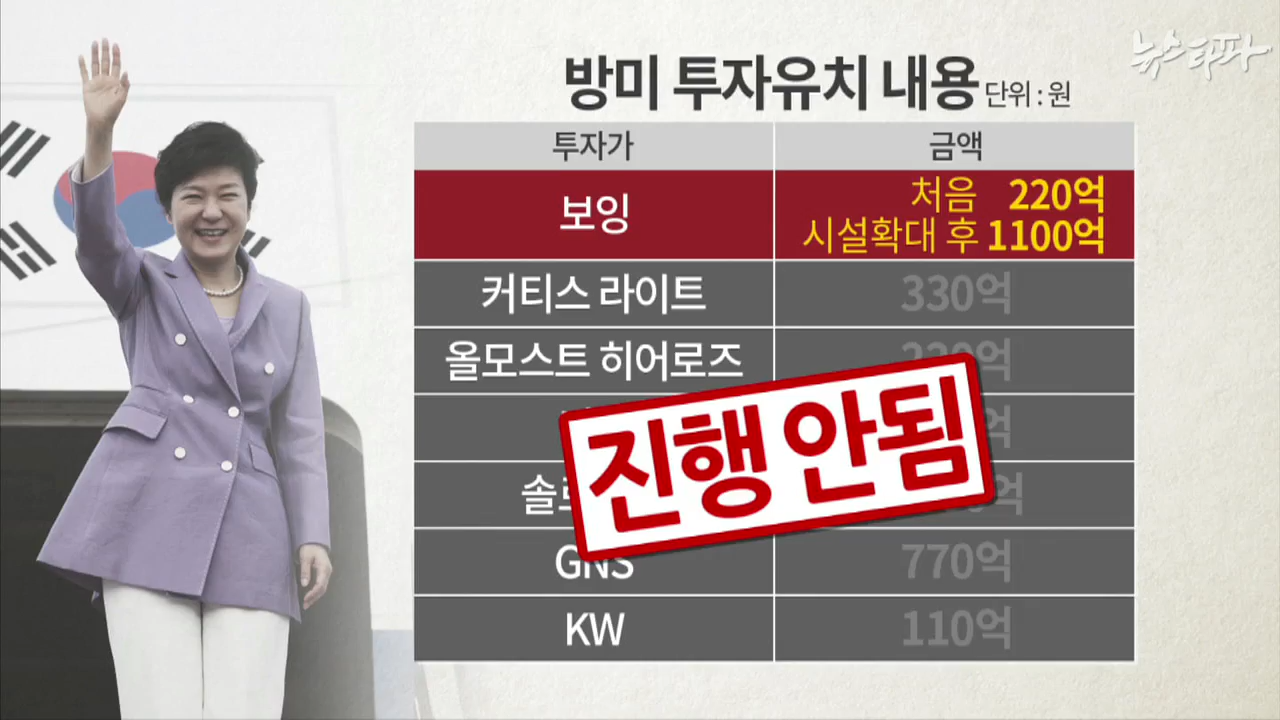 뉴스타파
방미 투자유치 내용 단위 : 원
투자가 금액
보잉 처음 220억
시설확대 후 1100억
커티스 라이트 330억
올모스트 히어로즈
진행 안됨
GNS 770억
KW 110억